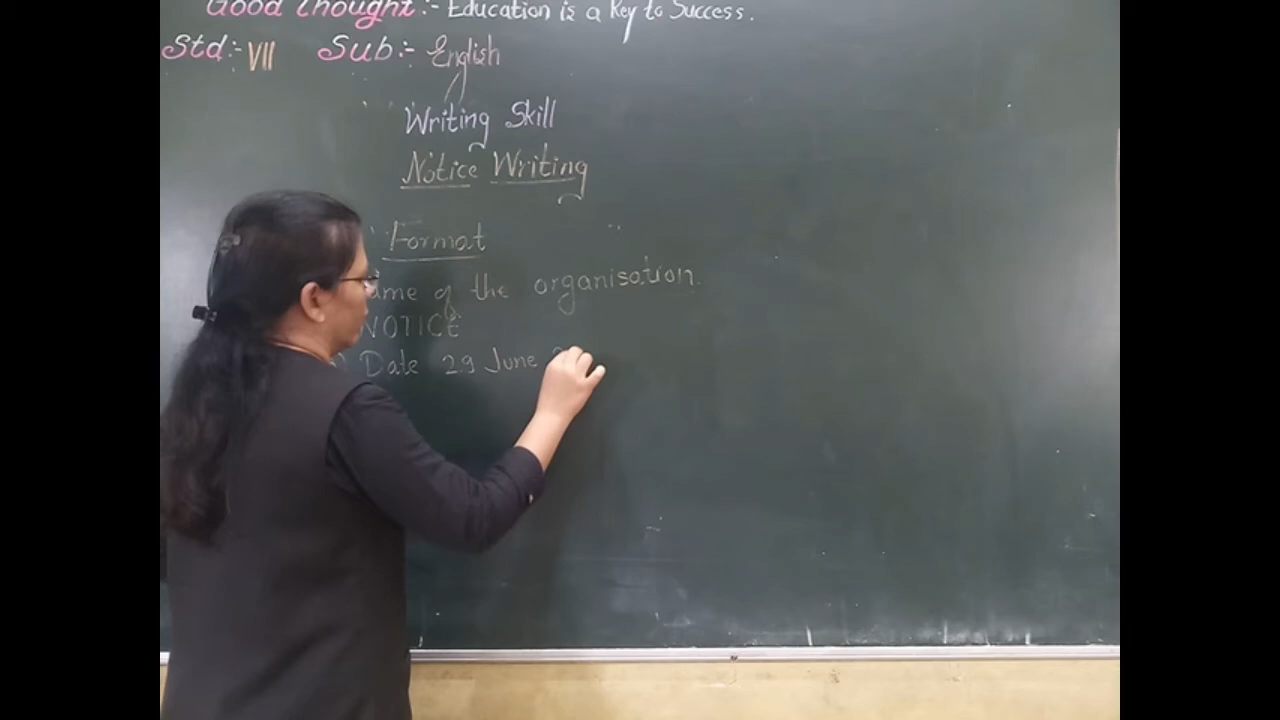 Good Thought:- Education is a Key to Success.
Std:- VII Sub:- English
Writing Skill
Notice Writing
Format
ame of the organisation.
NOTICE
) Date 29 June